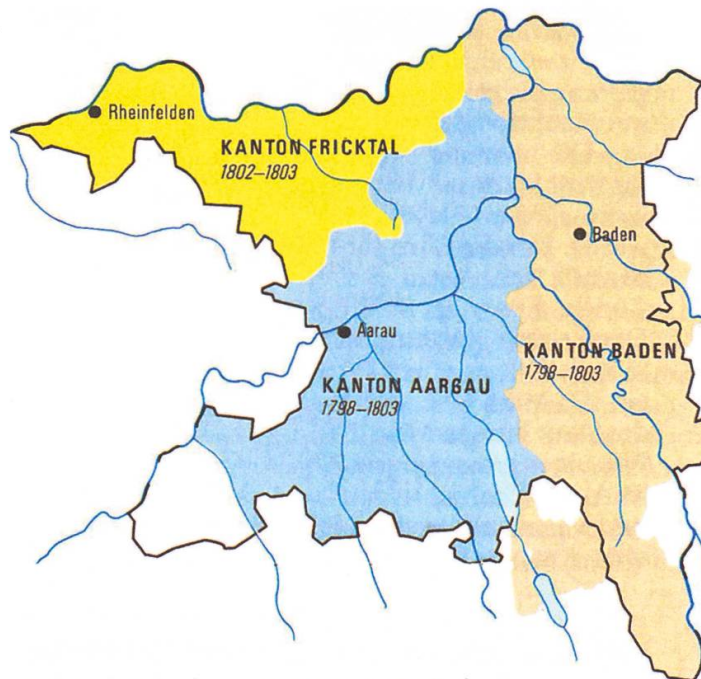 Rheinfelden
KANTON FRICKTAL
1802–1803
Baden
Aarau
KANTON BADEN
1798–1803
KANTON AARGAU
1798–1803